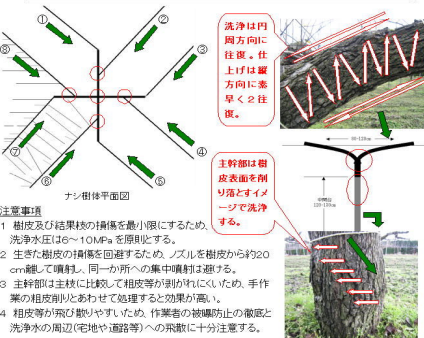 ①
②
③
④
⑤
⑥
⑦
⑧
ナシ樹体平面図
洗浄は円
周方向に
往復。仕
上げは縦
方向に素
早く2往
復。
主幹部は樹
皮表面を削
り落とすイメ
ージで洗浄
する。
注意事項
1 樹皮及び結果枝の損傷を最小限にするため、
洗浄水圧は6～10MPaを原則とする。
2 生きた樹皮の損傷を回避するため、ノズルを樹皮から約20
cm離して噴射し、同一か所への集中噴射は避ける。
3 主幹部は主枝に比較して粗皮等が剥がれにくいため、手作
業の粗皮削りとあわせて処理すると効果が高い。
4 粗皮等が飛び散りやすいため、作業者の被曝防止の徹底と
洗浄水の周辺(宅地や道路等)への飛散に十分注意する。